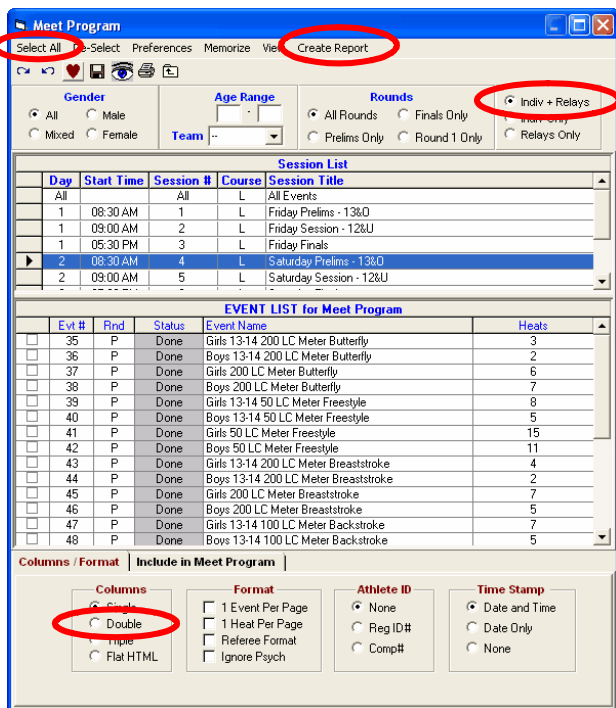 Meet Program
Select All De-Select Preferences Memorize View Create Report
Gender Age Range Rounds
All Male - All Rounds Finals Only Indiv + Relays
Mixed Female Team -- Prelims Only Round 1 Only Relays Only
Session List
Day Start Time Session # Course Session Title
All All L All Events
1 08:30 AM 1 L Friday Prelims - 13&O
1 09:00 AM 2 L Friday Session - 12&U
1 05:30 PM 3 L Friday Finals
2 08:30 AM 4 L Saturday Prelims - 13&O
2 09:00 AM 5 L Saturday Session - 12&U
EVENT LIST for Meet Program
Evt # Rnd Status Event Name Heats
35 P Done Girls 13-14 200 LC Meter Butterfly 3
36 P Done Boys 13-14 200 LC Meter Butterfly 2
37 P Done Girls 200 LC Meter Butterfly 6
38 P Done Boys 200 LC Meter Butterfly 7
39 P Done Girls 13-14 50 LC Meter Freestyle 8
40 P Done Boys 13-14 50 LC Meter Freestyle 5
41 P Done Girls 50 LC Meter Freestyle 15
42 P Done Boys 50 LC Meter Freestyle 11
43 P Done Girls 13-14 200 LC Meter Breaststroke 4
44 P Done Boys 13-14 200 LC Meter Breaststroke 2
45 P Done Girls 200 LC Meter Breaststroke 7
46 P Done Boys 200 LC Meter Breaststroke 5
47 P Done Girls 13-14 100 LC Meter Backstroke 7
48 P Done Boys 13-14 100 LC Meter Backstroke 5
Columns / Format Include in Meet Program
Columns Format Athlete ID Time Stamp
Single 1 Event Per Page None Date and Time
Double 1 Heat Per Page Reg ID# Date Only
Triple Referee Format Comp# None
Flat HTML Ignore Psych